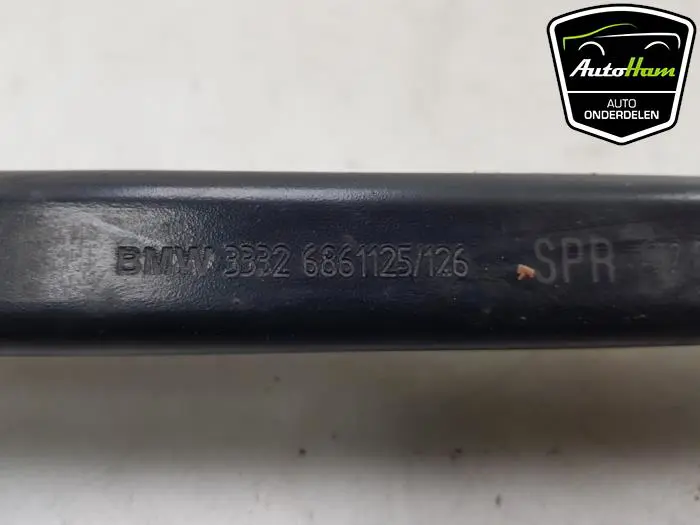 AutoHam
AUTO
ONDERDELEN
BMW 3332 6861125/126 SPR